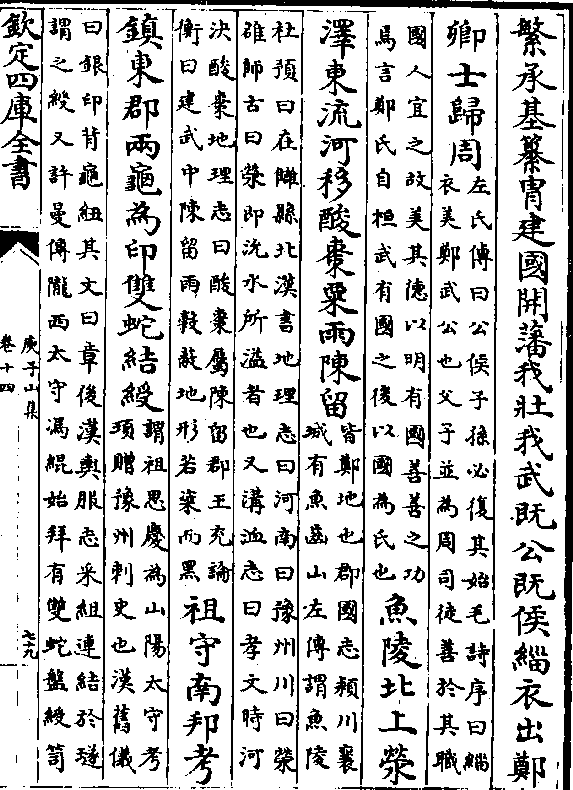 繁承基纂胄建國開藩我壯我武既公既侯緇衣出鄭
卿士歸周左氏傳曰公侯子孫必復其始毛詩序曰緇
衣美鄭武公也父子並為周司徒善於其職
國人宜之故美其德以明有國善善之功
馬言鄭氏自桓武有國之後以國為氏也魚陵北上滎
澤東流河移酸棗粟雨陳留皆鄭地也郡國志潁川襄
城有魚齒山左傳謂魚陵
杜預曰在犨縣北漢書地理志曰河南曰豫州川曰滎
雒師古曰滎即沇水所溢者也又溝洫志曰孝文時河
決酸棗地理志曰酸棗屬陳留郡王充論
衡曰建武中陳留雨穀蔽地形若粢而黑祖守南邦考
鎮東郡兩龜為印雙蛇結綬謂祖思慶為山陽太守考
瓊贈豫州刺史也漢舊儀
曰銀印背龜紐其文曰章後漢輿服志采組連結於璲
謂之綬又許曼傳隴西太守馮緄始拜有雙蛇盤綬笥
欽定四庫全書
庾子山集
卷十四
七九